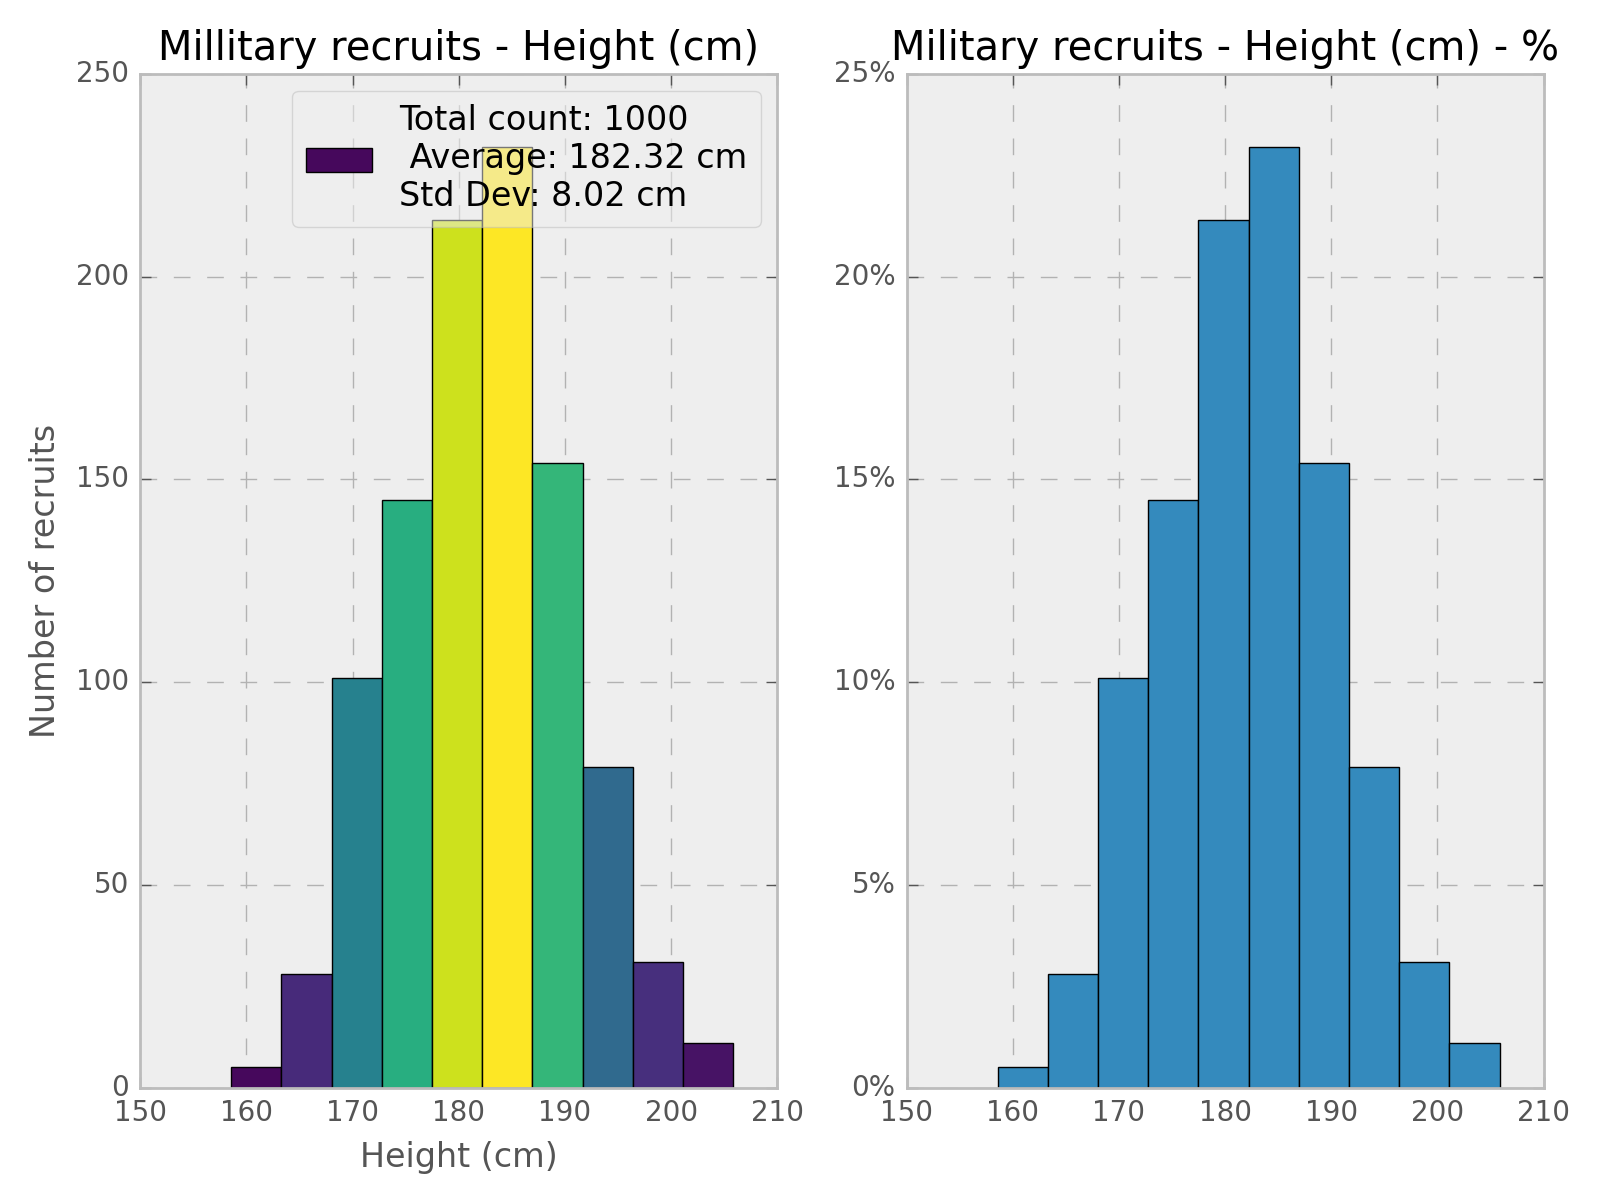 Millitary recruits - Height (cm)
250
200
150
100
50
0
Number of recruits
Total count: 1000
Average: 182.32 cm
Std Dev: 8.02 cm
150 160 170 180 190 200 210
Height (cm)
Military recruits - Height (cm) - %
25%
20%
15%
10%
5%
0%
150 160 170 180 190 200 210